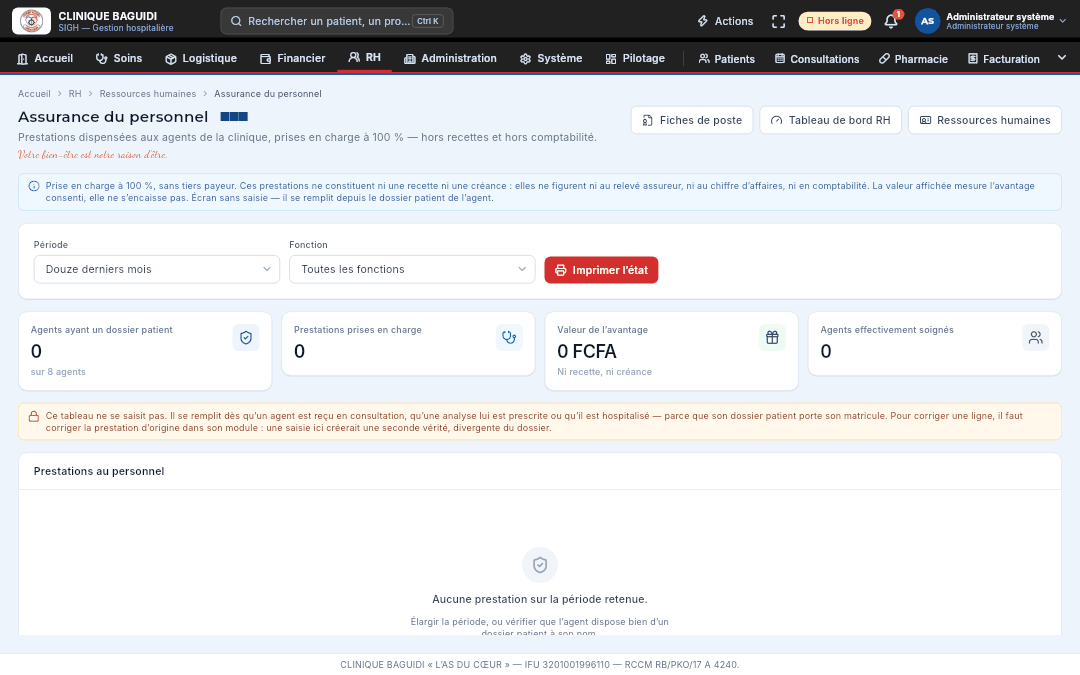 CLINIQUE BAGUIDI
SIGH — Gestion hospitalière
Rechercher un patient, un pro... Ctrl K
Actions
Hors ligne
1
AS
Administrateur système
Administrateur système
Accueil
Soins
Logistique
Financier
RH
Administration
Système
Pilotage
Patients
Consultations
Pharmacie
Facturation
Accueil > RH > Ressources humaines > Assurance du personnel
Assurance du personnel
Prestations dispensées aux agents de la clinique, prises en charge à 100 % — hors recettes et hors comptabilité.
Votre bien-être est notre raison d'être.
Fiches de poste
Tableau de bord RH
Ressources humaines
Prise en charge à 100 %, sans tiers payeur. Ces prestations ne constituent ni une recette ni une créance : elles ne figurent ni au relevé assureur, ni au chiffre d'affaires, ni en comptabilité. La valeur affichée mesure l'avantage
consenti, elle ne s'encaisse pas. Écran sans saisie — il se remplit depuis le dossier patient de l'agent.
Période
Douze derniers mois
Fonction
Toutes les fonctions
Imprimer l'état
Agents ayant un dossier patient
0
sur 8 agents
Prestations prises en charge
0
Valeur de l'avantage
0 FCFA
Ni recette, ni créance
Agents effectivement soignés
0
Ce tableau ne se saisit pas. Il se remplit dès qu'un agent est reçu en consultation, qu'une analyse lui est prescrite ou qu'il est hospitalisé — parce que son dossier patient porte son matricule. Pour corriger une ligne, il faut
corriger la prestation d'origine dans son module : une saisie ici créerait une seconde vérité, divergente du dossier.
Prestations au personnel
Aucune prestation sur la période retenue.
Élargir la période, ou vérifier que l'agent dispose bien d'un
dossier patient à son nom.
CLINIQUE BAGUIDI « L'AS DU CŒUR » — IFU 3201001996110 — RCCM RB/PKO/17 A 4240.